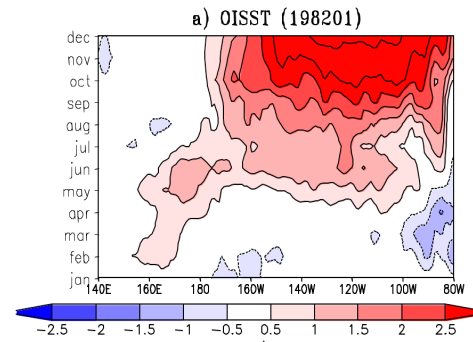 a) OISST (198201)
dec
nov
oct
sep
aug
jul
jun
may
apr
mar
feb
jan
140E 160E 180 160W 140W 120W 100W 80W
−2.5 −2 −1.5 −1 −0.5 0.5 1 1.5 2 2.5